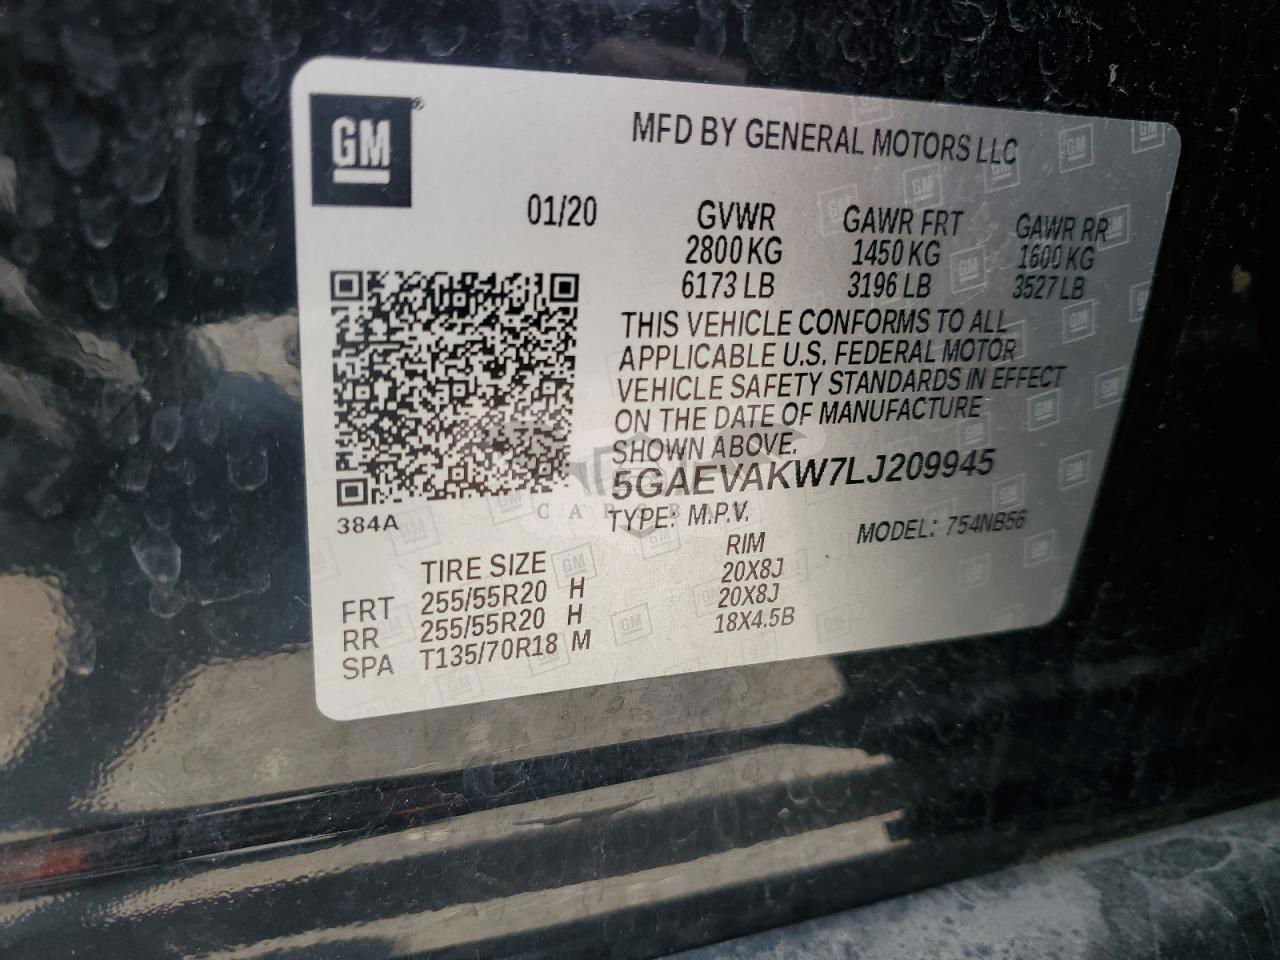 GM
MFD BY GENERAL MOTORS LLC
01/20
GVWR GAWR FRT GAWR RR
2800 KG 1450 KG 1600 KG
6173 LB 3196 LB 3527 LB
THIS VEHICLE CONFORMS TO ALL
APPLICABLE U.S. FEDERAL MOTOR
VEHICLE SAFETY STANDARDS IN EFFECT
ON THE DATE OF MANUFACTURE
SHOWN ABOVE.
5GAEVAKW7LJ209945
TYPE: M.P.V. MODEL: 754NB56
384A
TIRE SIZE RIM
FRT 255/55R20 H 20X8J
RR 255/55R20 H 20X8J
SPA T135/70R18 M 18X4.5B